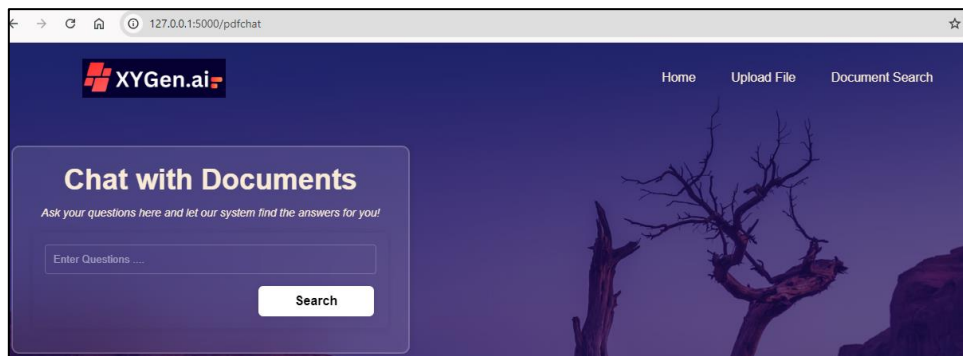 127.0.0.1:5000/pdfchat
XYGen.ai
Home Upload File Document Search
Chat with Documents
Ask your questions here and let our system find the answers for you!
Enter Questions ....
Search